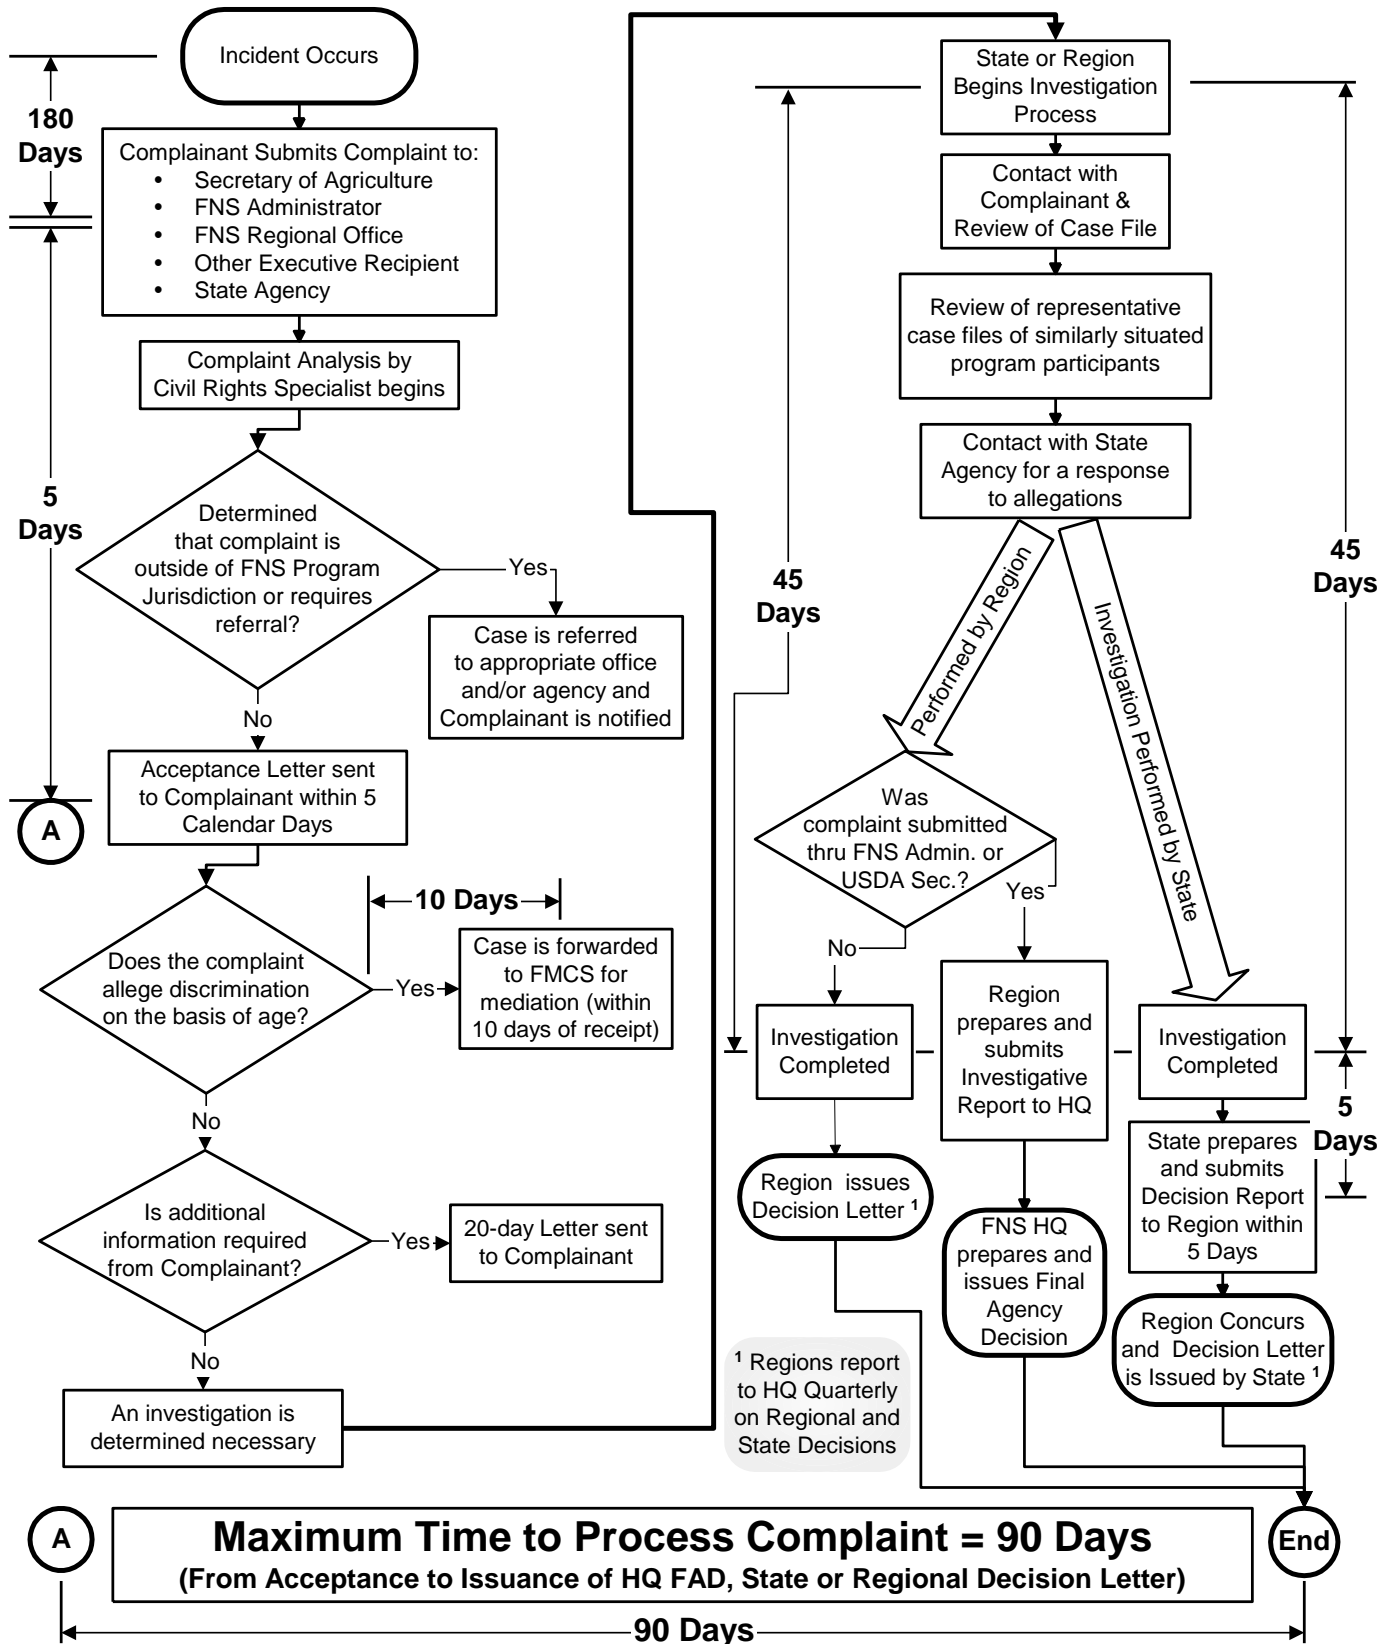 Incident Occurs
180
Days
Complainant Submits Complaint to:
• Secretary of Agriculture
• FNS Administrator
• FNS Regional Office
• Other Executive Recipient
• State Agency
Complaint Analysis by
Civil Rights Specialist begins
5
Days
Determined
that complaint is
outside of FNS Program
Jurisdiction or requires
referral?
Yes
Case is referred
to appropriate office
and/or agency and
Complainant is notified
No
Acceptance Letter sent
to Complainant within 5
Calendar Days
A
10 Days
Does the complaint
allege discrimination
on the basis of age?
Yes
Case is forwarded
to FMCS for
mediation (within
10 days of receipt)
No
Is additional
information required
from Complainant?
Yes
20-day Letter sent
to Complainant
No
An investigation is
determined necessary
State or Region
Begins Investigation
Process
Contact with
Complainant &
Review of Case File
Review of representative
case files of similarly situated
program participants
Contact with State
Agency for a response
to allegations
45
Days
45
Days
Performed by Region
Investigation Performed by State
Was
complaint submitted
thru FNS Admin. or
USDA Sec.?
Yes
No
Investigation
Completed
Region
prepares and
submits
Investigative
Report to HQ
Investigation
Completed
5
Days
State prepares
and submits
Decision Report
to Region within
5 Days
Region issues
Decision Letter 1
FNS HQ
prepares and
issues Final
Agency
Decision
Region Concurs
and Decision Letter
is Issued by State 1
1 Regions report
to HQ Quarterly
on Regional and
State Decisions
A
Maximum Time to Process Complaint = 90 Days
(From Acceptance to Issuance of HQ FAD, State or Regional Decision Letter)
End
90 Days